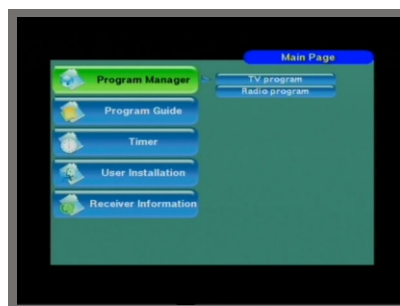 Main Page
Program Manager
TV program
Radio program
Program Guide
Timer
User Installation
Receiver Information